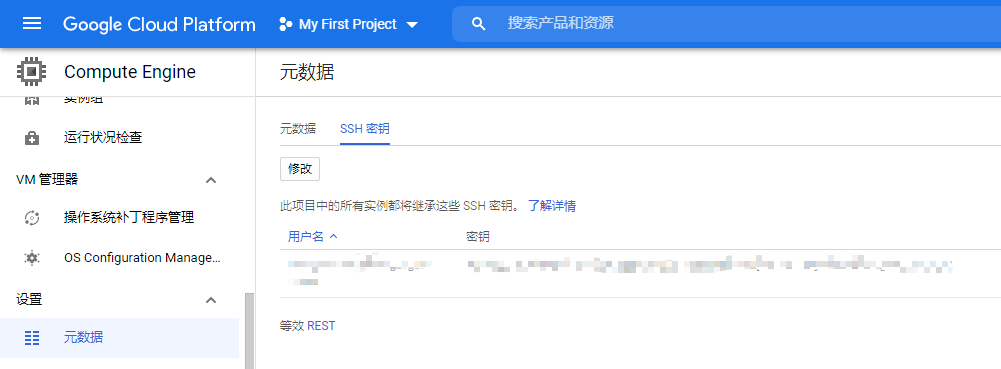 Google Cloud Platform
My First Project
搜索产品和资源
Compute Engine
实例组
运行状况检查
VM 管理器
操作系统补丁程序管理
OS Configuration Manage...
设置
元数据
元数据
元数据
SSH 密钥
修改
此项目中的所有实例都将继承这些 SSH 密钥。 了解详情
用户名
密钥
等效 REST